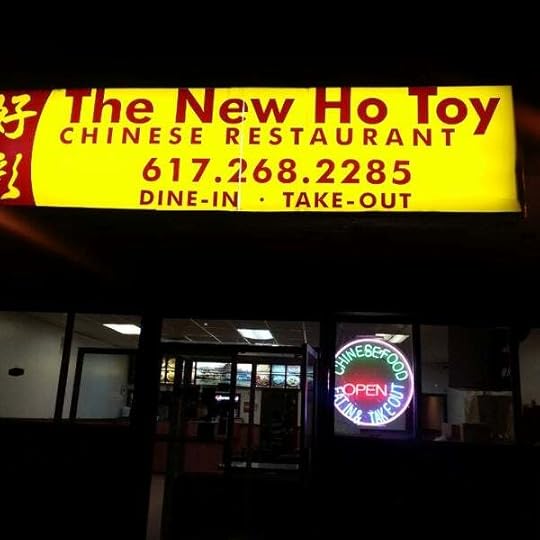 好彩
The New Ho Toy
CHINESE RESTAURANT
617.268.2285
DINE-IN · TAKE-OUT
CHINESE FOOD
OPEN
EAT IN & TAKE OUT